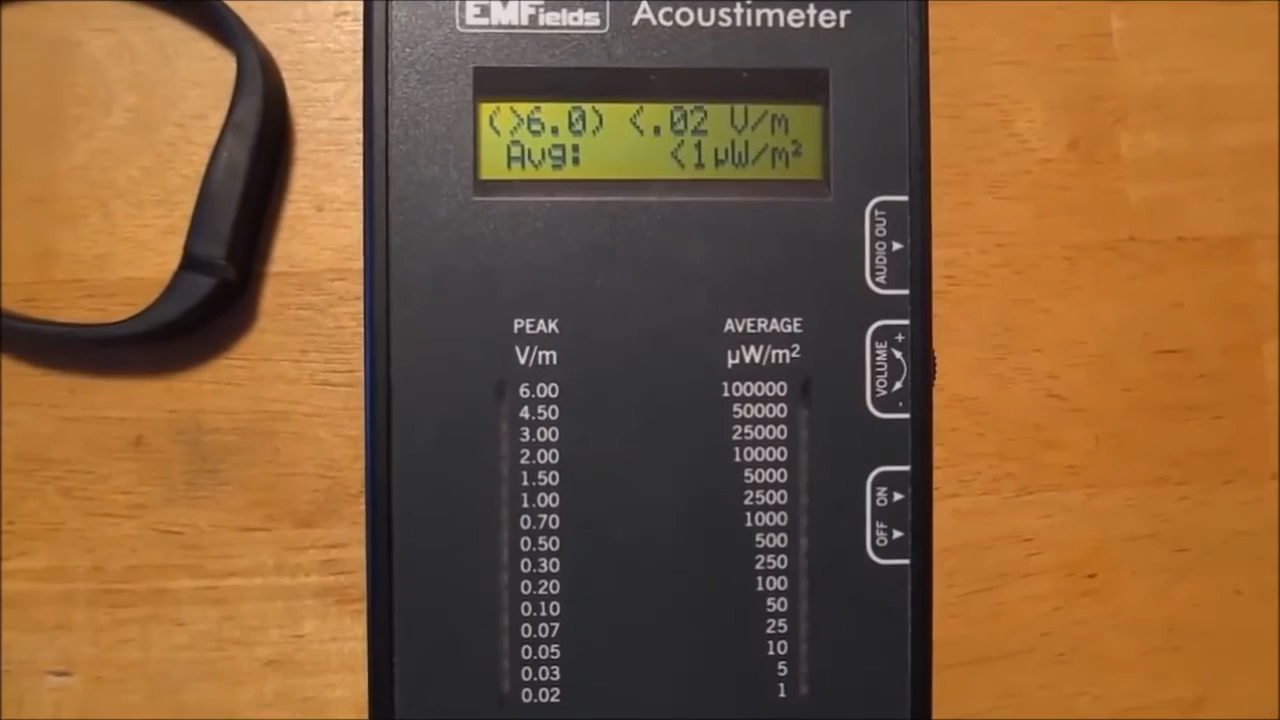 EMFields Acoustimeter
(>6.0) <.02 V/m
Avg: <1µW/m²
AUDIO OUT
VOLUME + -
OFF ON
PEAK AVERAGE
V/m µW/m²
6.00 100000
4.50 50000
3.00 25000
2.00 10000
1.50 5000
1.00 2500
0.70 1000
0.50 500
0.30 250
0.20 100
0.10 50
0.07 25
0.05 10
0.03 5
0.02 1